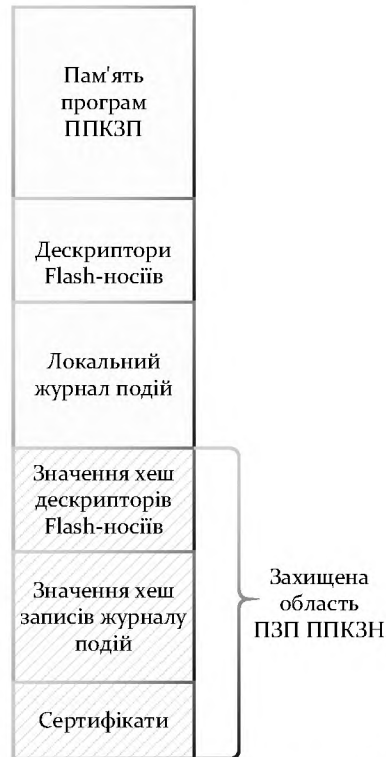 Пам'ять
програм
ППКЗП
Дескриптори
Flash-носіїв
Локальний
журнал подій
Значення хеш
дескрипторів
Flash-носіїв
Значення хеш
записів журналу
подій
Сертифікати
Захищена
область
ПЗП ППКЗН